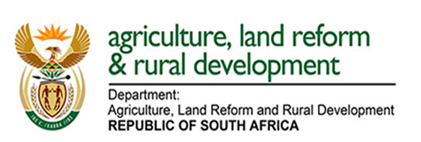 agriculture, land reform
& rural development
Department:
Agriculture, Land Reform and Rural Development
REPUBLIC OF SOUTH AFRICA